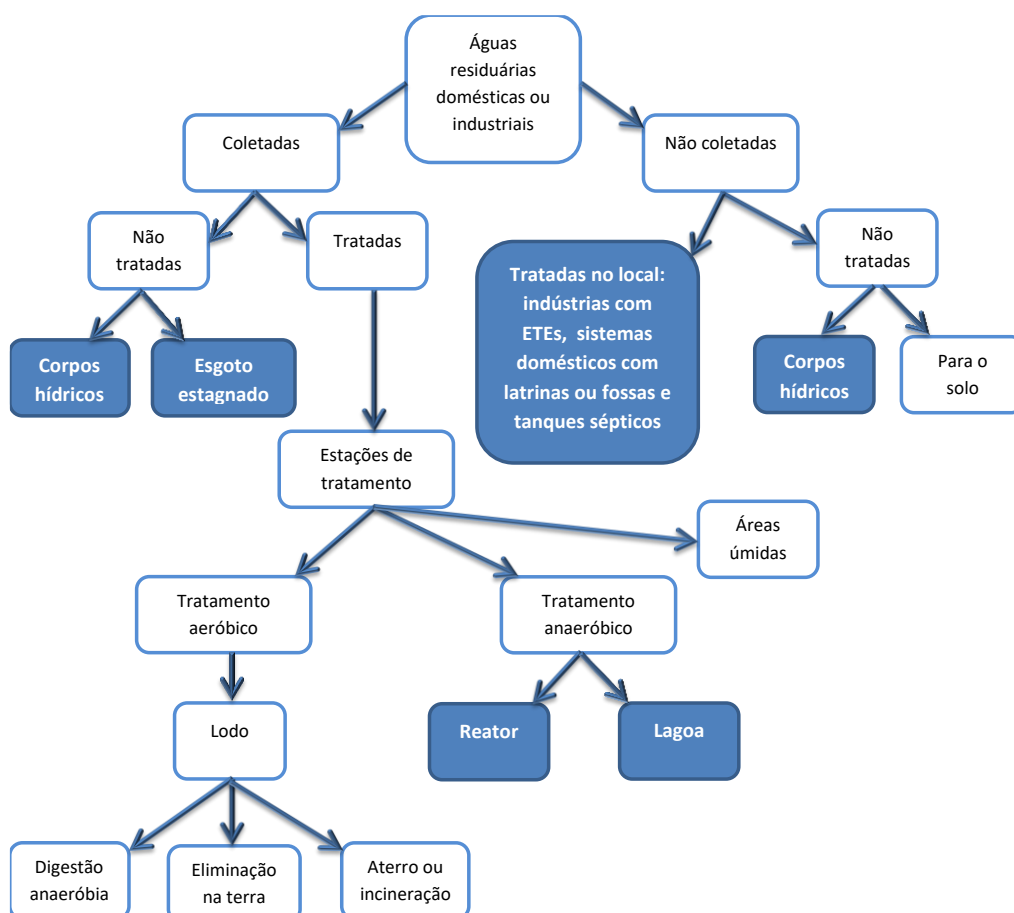 Águas
residuárias
domésticas ou
industriais
Coletadas
Não coletadas
Não
tratadas
Tratadas
Tratadas no local:
indústrias com
ETEs, sistemas
domésticos com
latrinas ou fossas e
tanques sépticos
Não
tratadas
Corpos
hídricos
Esgoto
estagnado
Corpos
hídricos
Para o
solo
Estações de
tratamento
Áreas
úmidas
Tratamento
aeróbico
Tratamento
anaeróbico
Lodo
Reator
Lagoa
Digestão
anaeróbia
Eliminação
na terra
Aterro ou
incineração